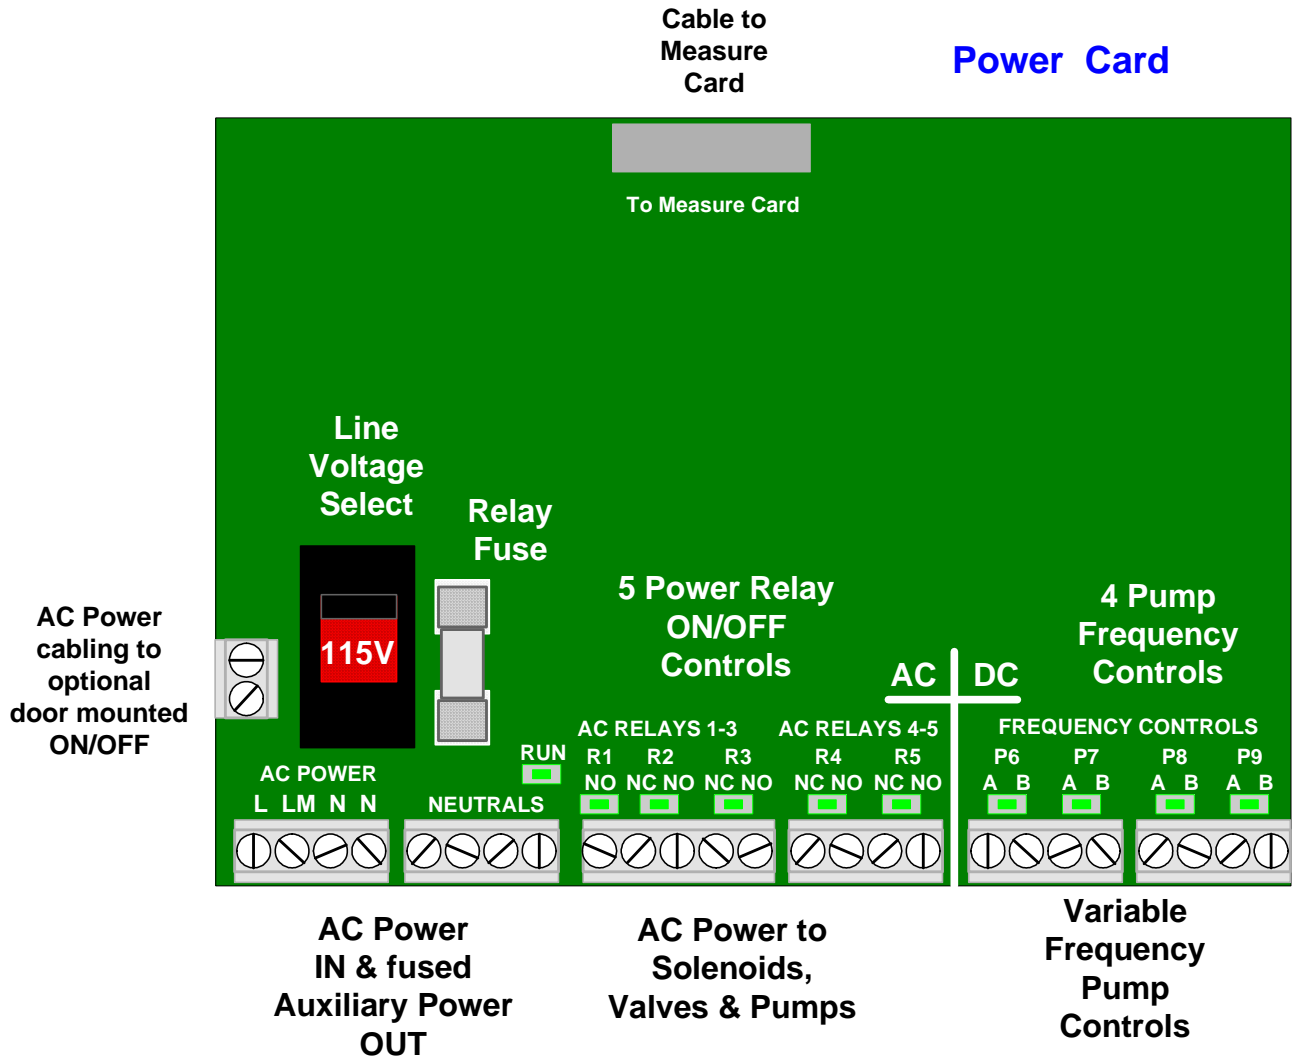 Cable to
Measure
Card
Power Card
To Measure Card
Line
Voltage
Select
Relay
Fuse
115V
AC Power
cabling to
optional
door mounted
ON/OFF
5 Power Relay
ON/OFF
Controls
4 Pump
Frequency
Controls
AC DC
AC RELAYS 1-3 AC RELAYS 4-5 FREQUENCY CONTROLS
RUN R1 R2 R3 R4 R5 P6 P7 P8 P9
AC POWER
NO NC NO NC NO NC NO NC NO A B A B A B A B
L LM N N NEUTRALS
AC Power
IN & fused
Auxiliary Power
OUT
AC Power to
Solenoids,
Valves & Pumps
Variable
Frequency
Pump
Controls